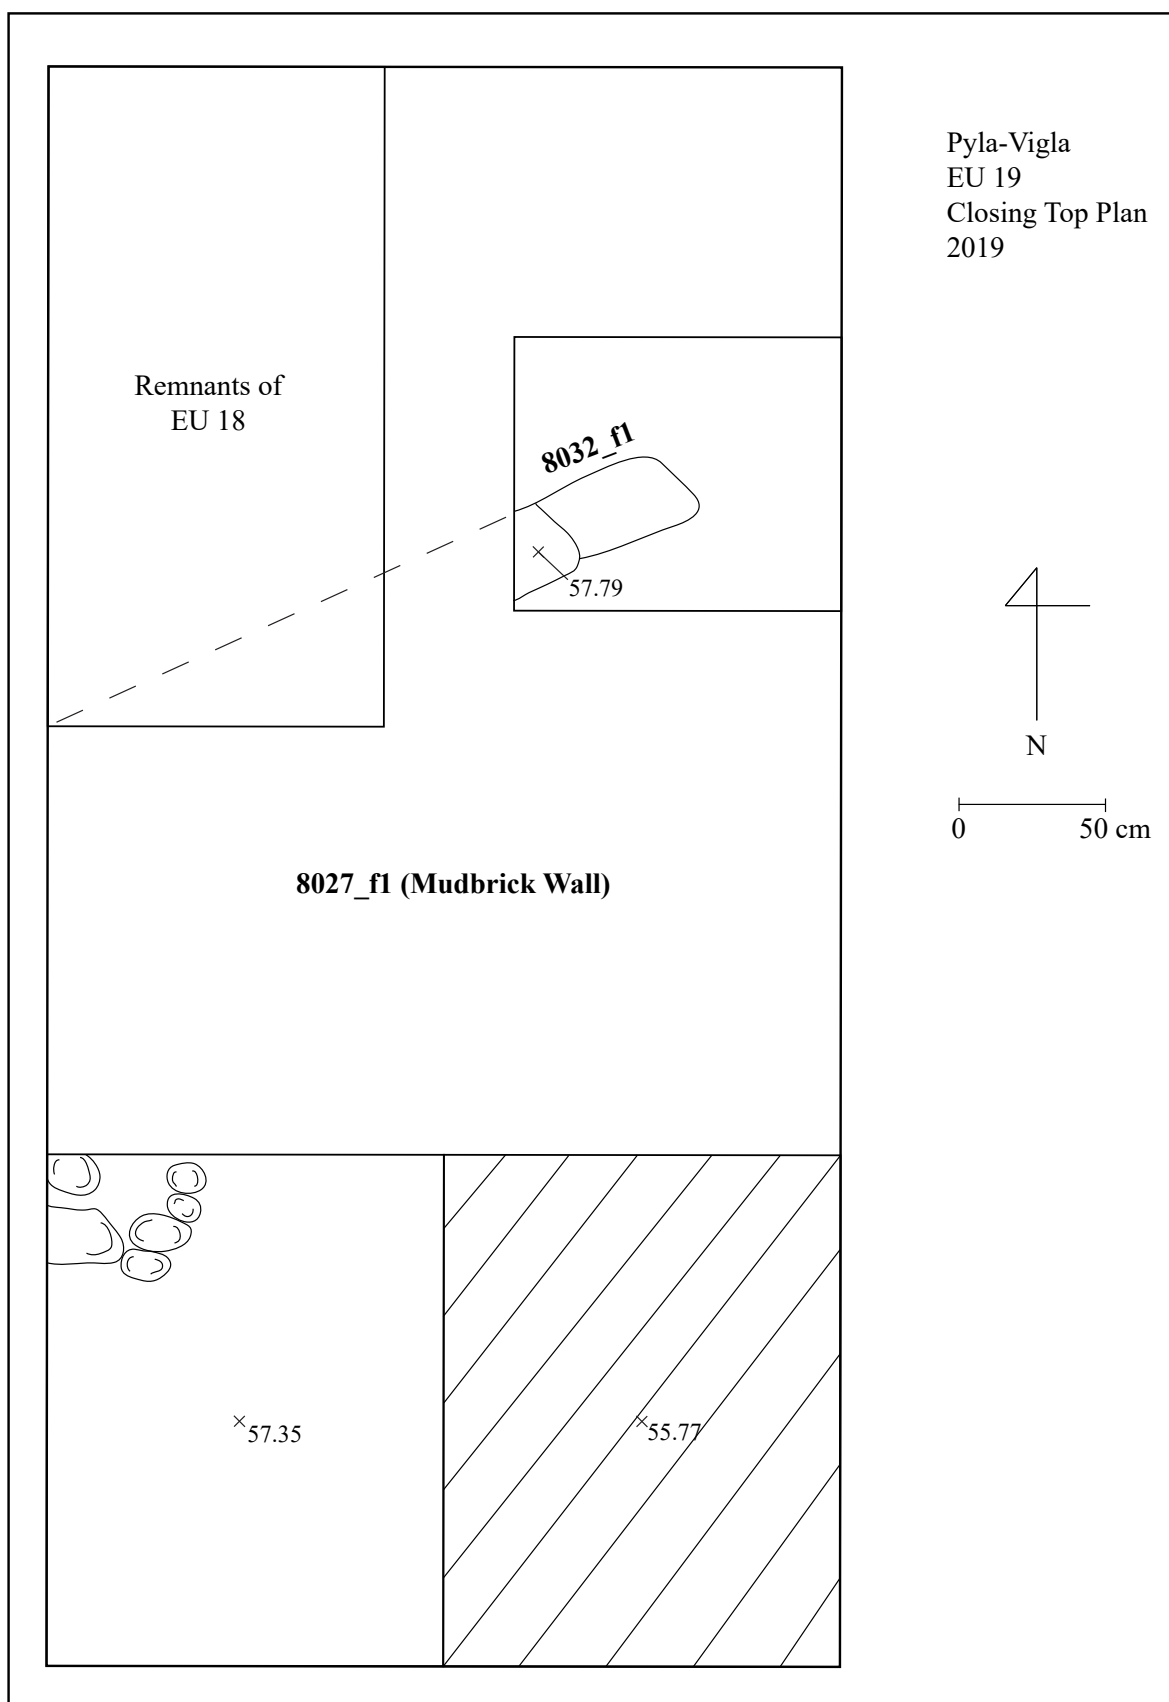 Pyla-Vigla
EU 19
Closing Top Plan
2019
Remnants of
EU 18
8032_f1
57.79
N
0 50 cm
8027_f1 (Mudbrick Wall)
57.35
55.77